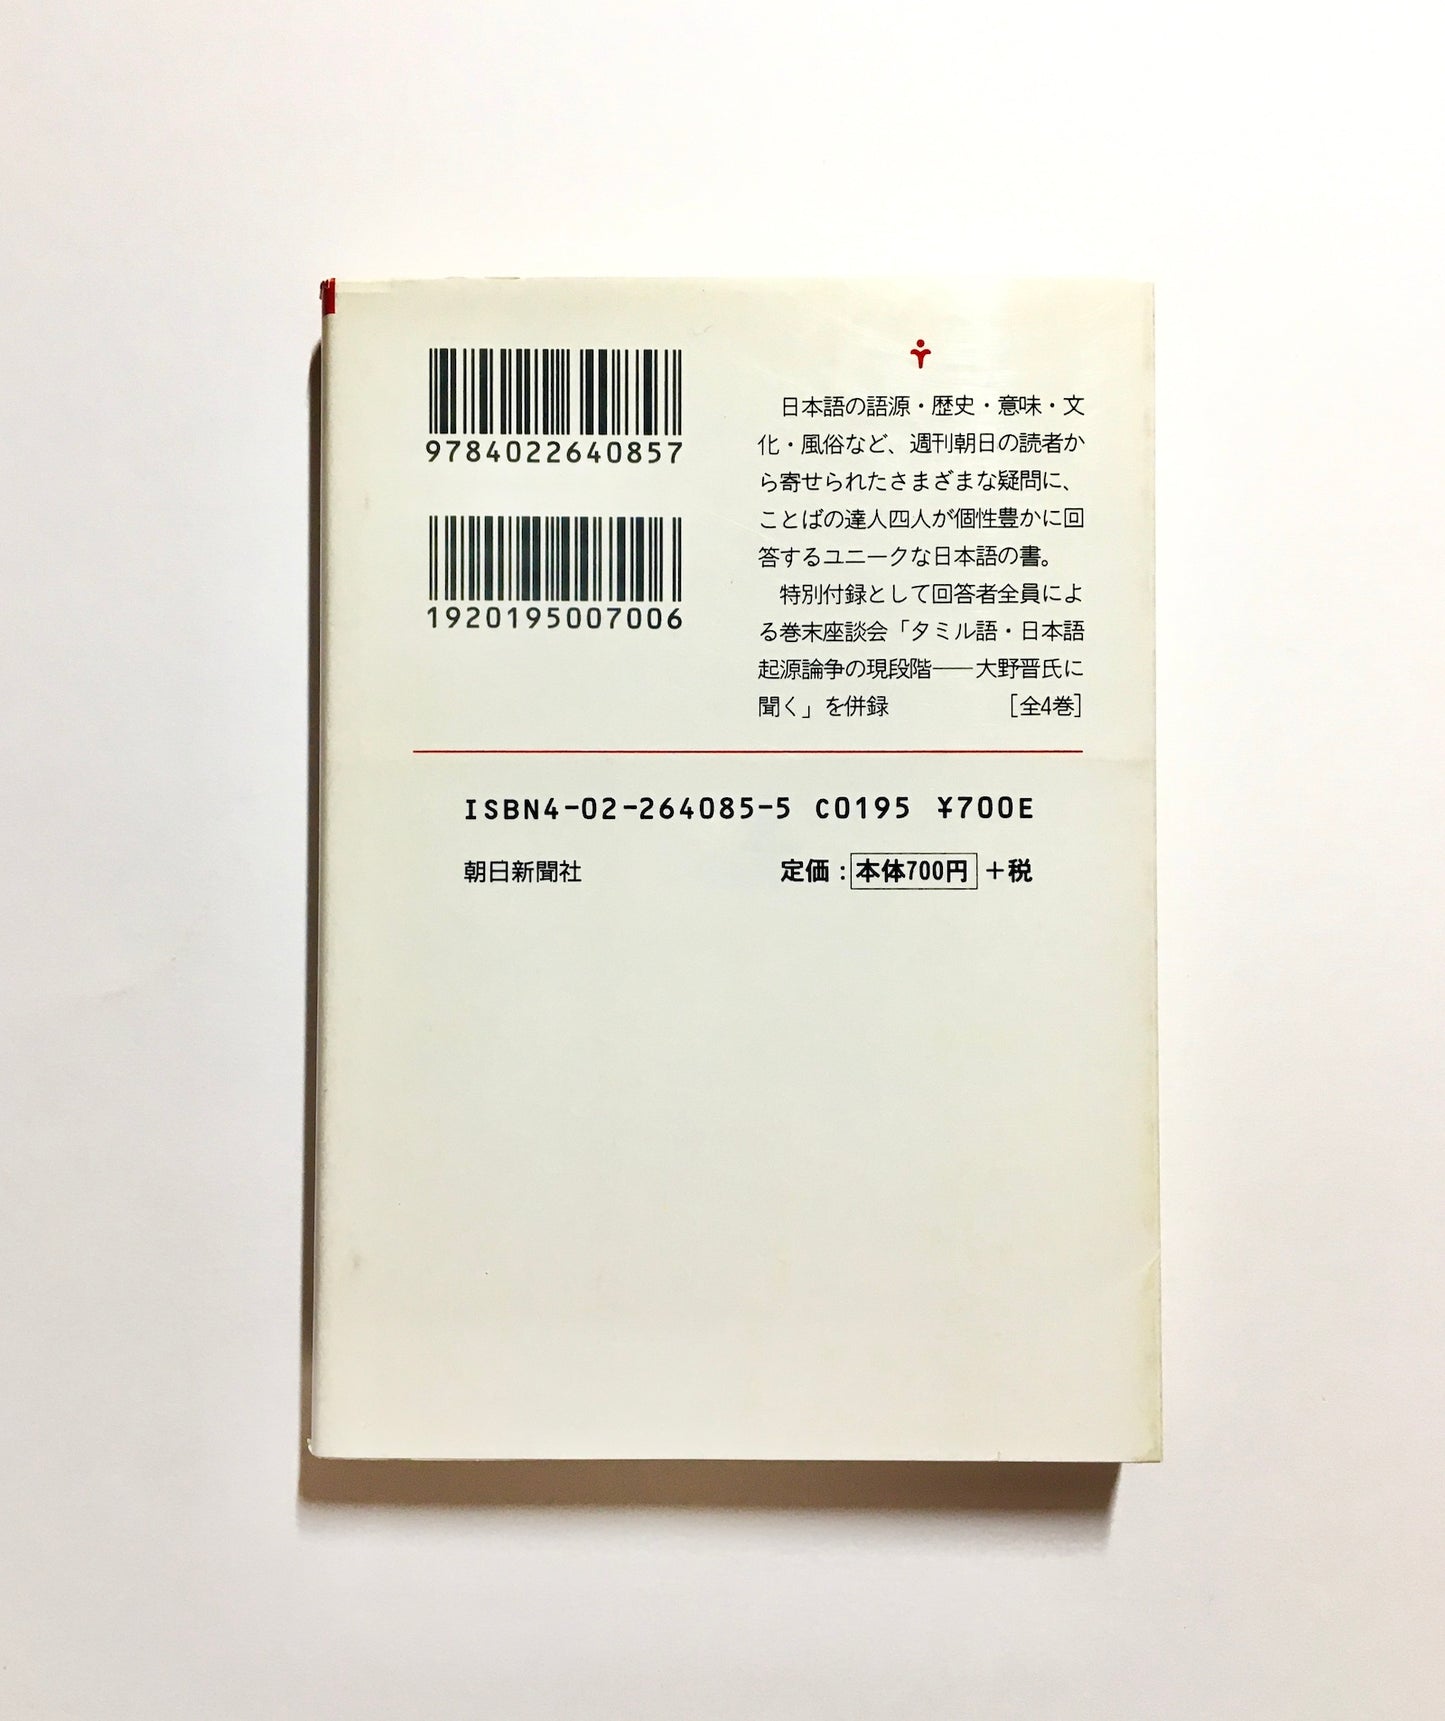 9784022640857
1920195007006
日本語の語源・歴史・意味・文
化・風俗など、週刊朝日の読者か
ら寄せられたさまざまな疑問に、
ことばの達人四人が個性豊かに回
答するユニークな日本語の書。
特別付録として回答者全員によ
る巻末座談会「タミル語・日本語
起源論争の現段階――大野晋氏に
聞く」を併録 [全4巻]
ISBN4-02-264085-5 C0195 ¥700E
朝日新聞社 定価:本体700円+税